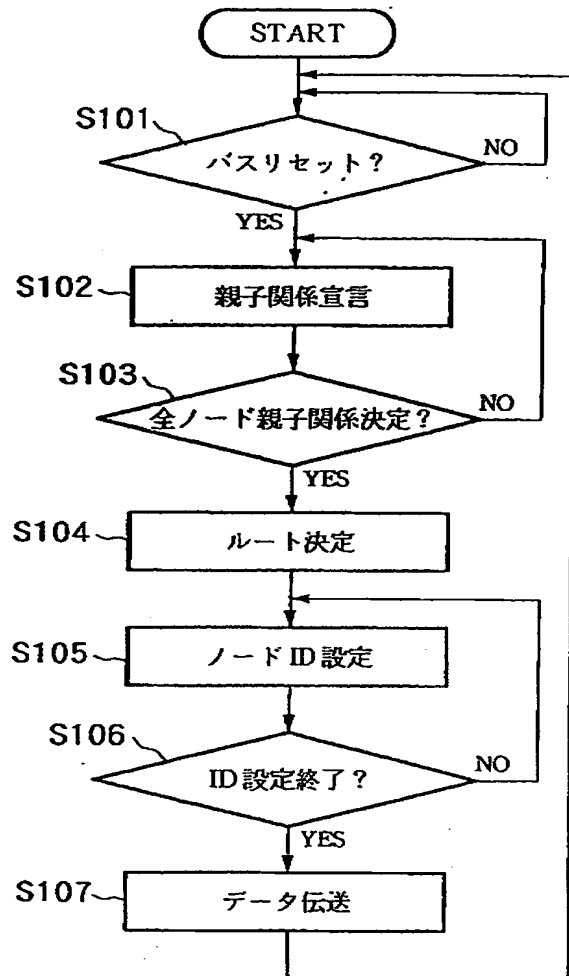 START
S101
バスリセット？
NO
YES
S102
親子関係宣言
S103
全ノード親子関係決定？
NO
YES
S104
ルート決定
S105
ノードID設定
S106
ID設定終了？
NO
YES
S107
データ伝送